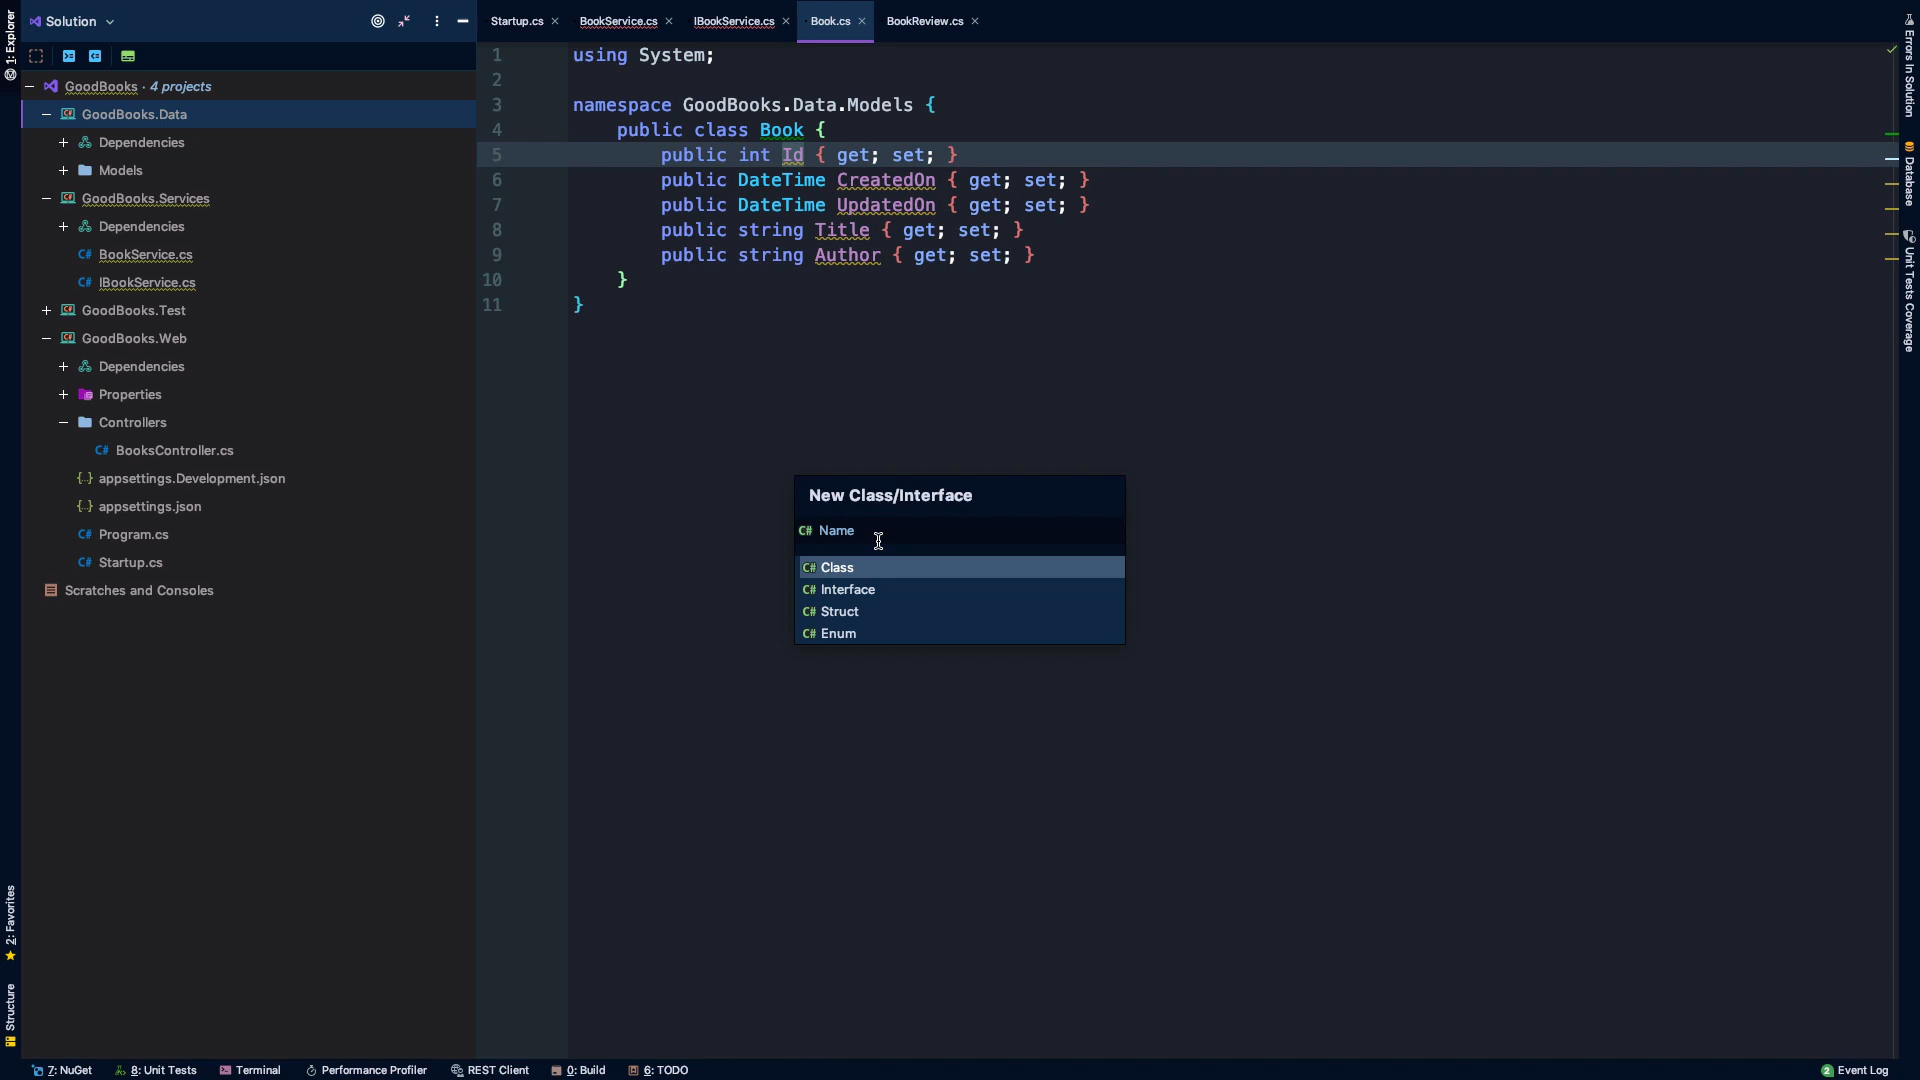 1: Explorer
Solution
Startup.cs
BookService.cs
IBookService.cs
Book.cs
BookReview.cs
GoodBooks · 4 projects
GoodBooks.Data
Dependencies
Models
GoodBooks.Services
Dependencies
C# BookService.cs
C# IBookService.cs
GoodBooks.Test
GoodBooks.Web
Dependencies
Properties
Controllers
C# BooksController.cs
{..} appsettings.Development.json
{..} appsettings.json
C# Program.cs
C# Startup.cs
Scratches and Consoles
1 using System;
2
3 namespace GoodBooks.Data.Models {
4 public class Book {
5 public int Id { get; set; }
6 public DateTime CreatedOn { get; set; }
7 public DateTime UpdatedOn { get; set; }
8 public string Title { get; set; }
9 public string Author { get; set; }
10 }
11 }
New Class/Interface
C# Name
C# Class
C# Interface
C# Struct
C# Enum
Errors In Solution
Database
Unit Tests Coverage
2: Favorites
Structure
7: NuGet
8: Unit Tests
Terminal
Performance Profiler
REST Client
0: Build
6: TODO
2 Event Log